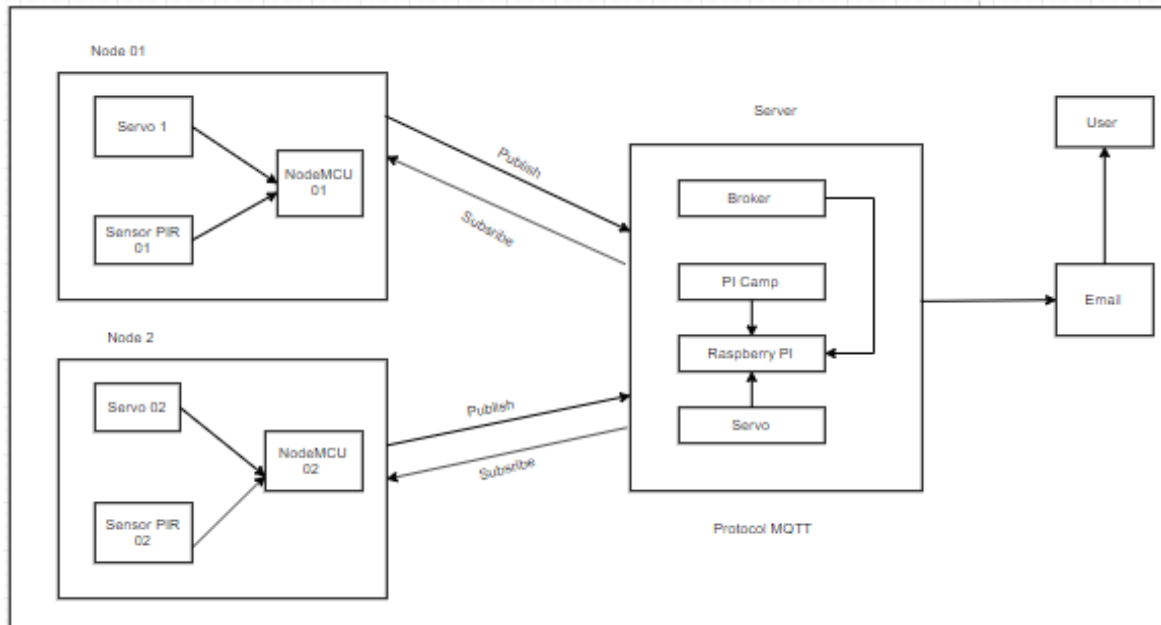 Node 01
Servo 1
NodeMCU
01
Sensor PIR
01
Node 2
Servo 02
NodeMCU
02
Sensor PIR
02
Publish
Subsribe
Publish
Subsribe
Server
Broker
PI Camp
Raspberry PI
Servo
Protocol MQTT
User
Email